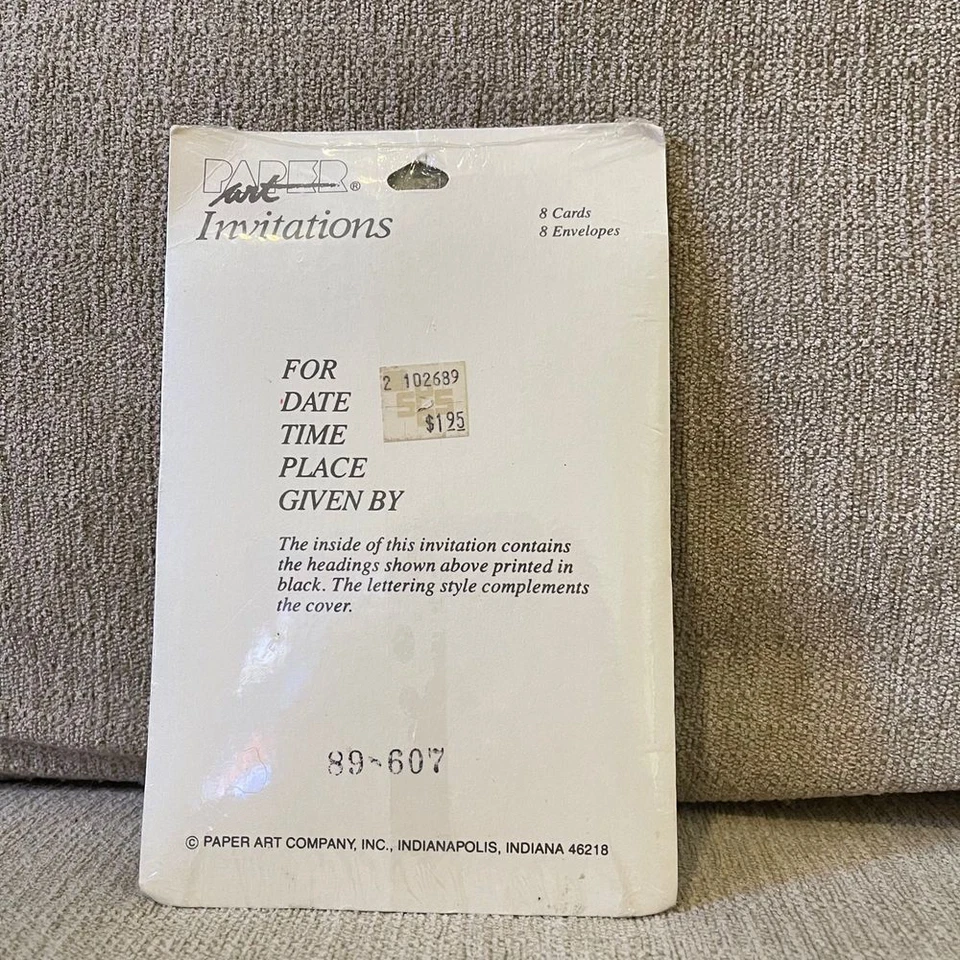 PAPER
art ®
Invitations
8 Cards
8 Envelopes
FOR
DATE
TIME
PLACE
GIVEN BY
2 102689
SPS
$1.95
The inside of this invitation contains
the headings shown above printed in
black. The lettering style complements
the cover.
89-607
© PAPER ART COMPANY, INC., INDIANAPOLIS, INDIANA 46218